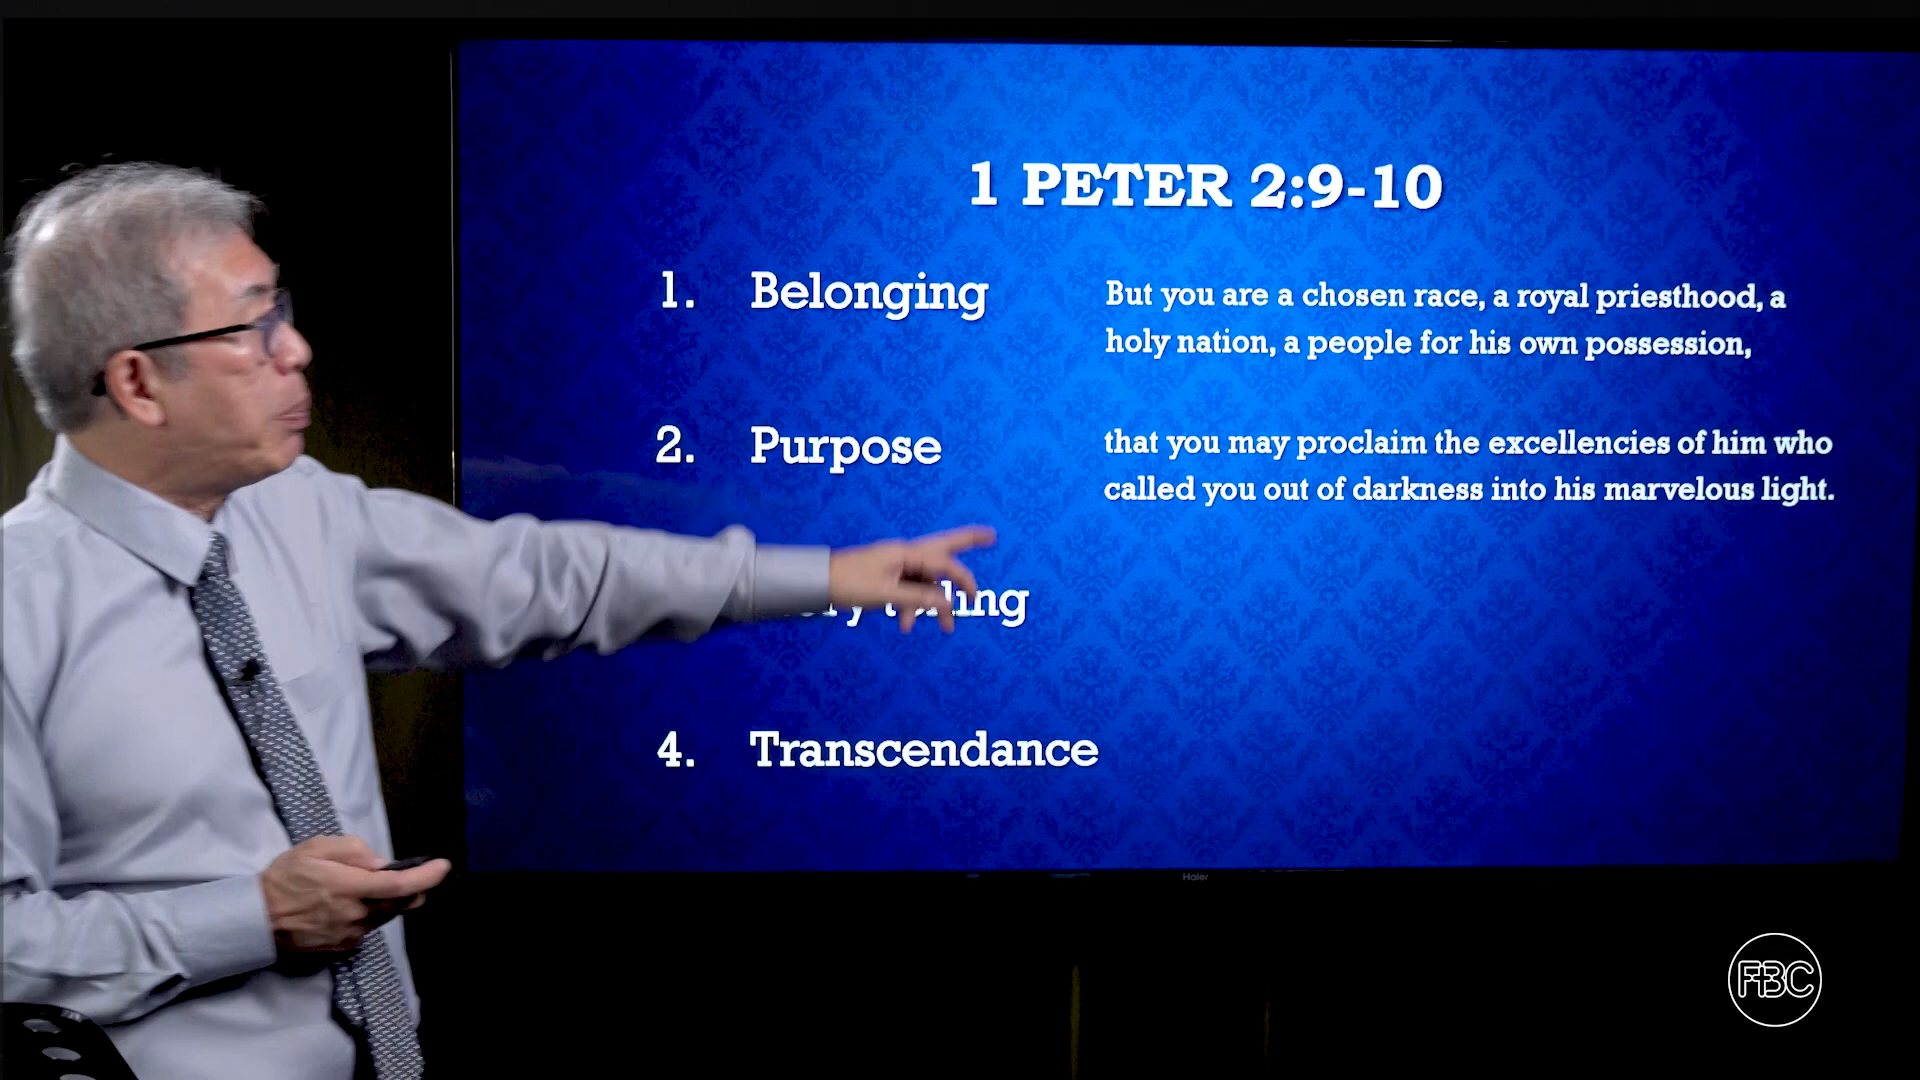 1 PETER 2:9-10
1. Belonging
But you are a chosen race, a royal priesthood, a
holy nation, a people for his own possession,
2. Purpose
that you may proclaim the excellencies of him who
called you out of darkness into his marvelous light.
4. Transcendance
Haier
FBC